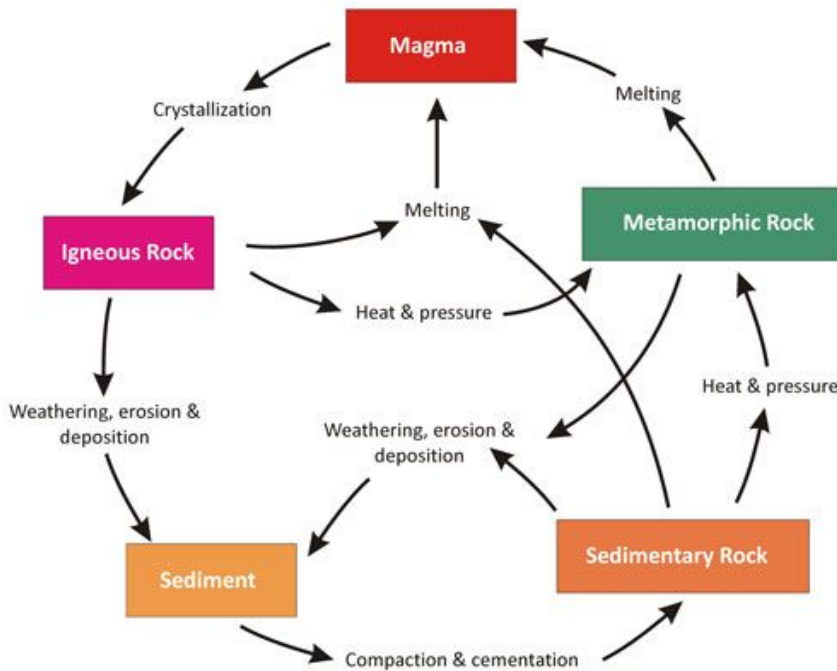 Magma
Melting
Crystallization
Melting
Metamorphic Rock
Igneous Rock
Heat & pressure
Heat & pressure
Weathering, erosion &
deposition
Weathering, erosion &
deposition
Sediment
Sedimentary Rock
Compaction & cementation